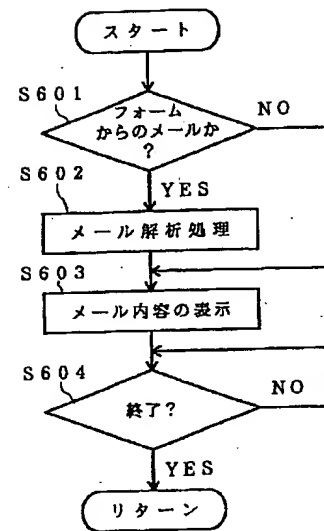 スタート
S601
フォーム
からのメールか
?
NO
S602
YES
メール解析処理
S603
メール内容の表示
S604
終了?
NO
YES
リターン